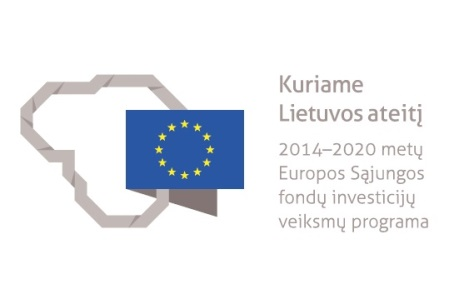 Kuriame
Lietuvos ateitį
2014–2020 metų
Europos Sąjungos
fondų investicijų
veiksmų programa